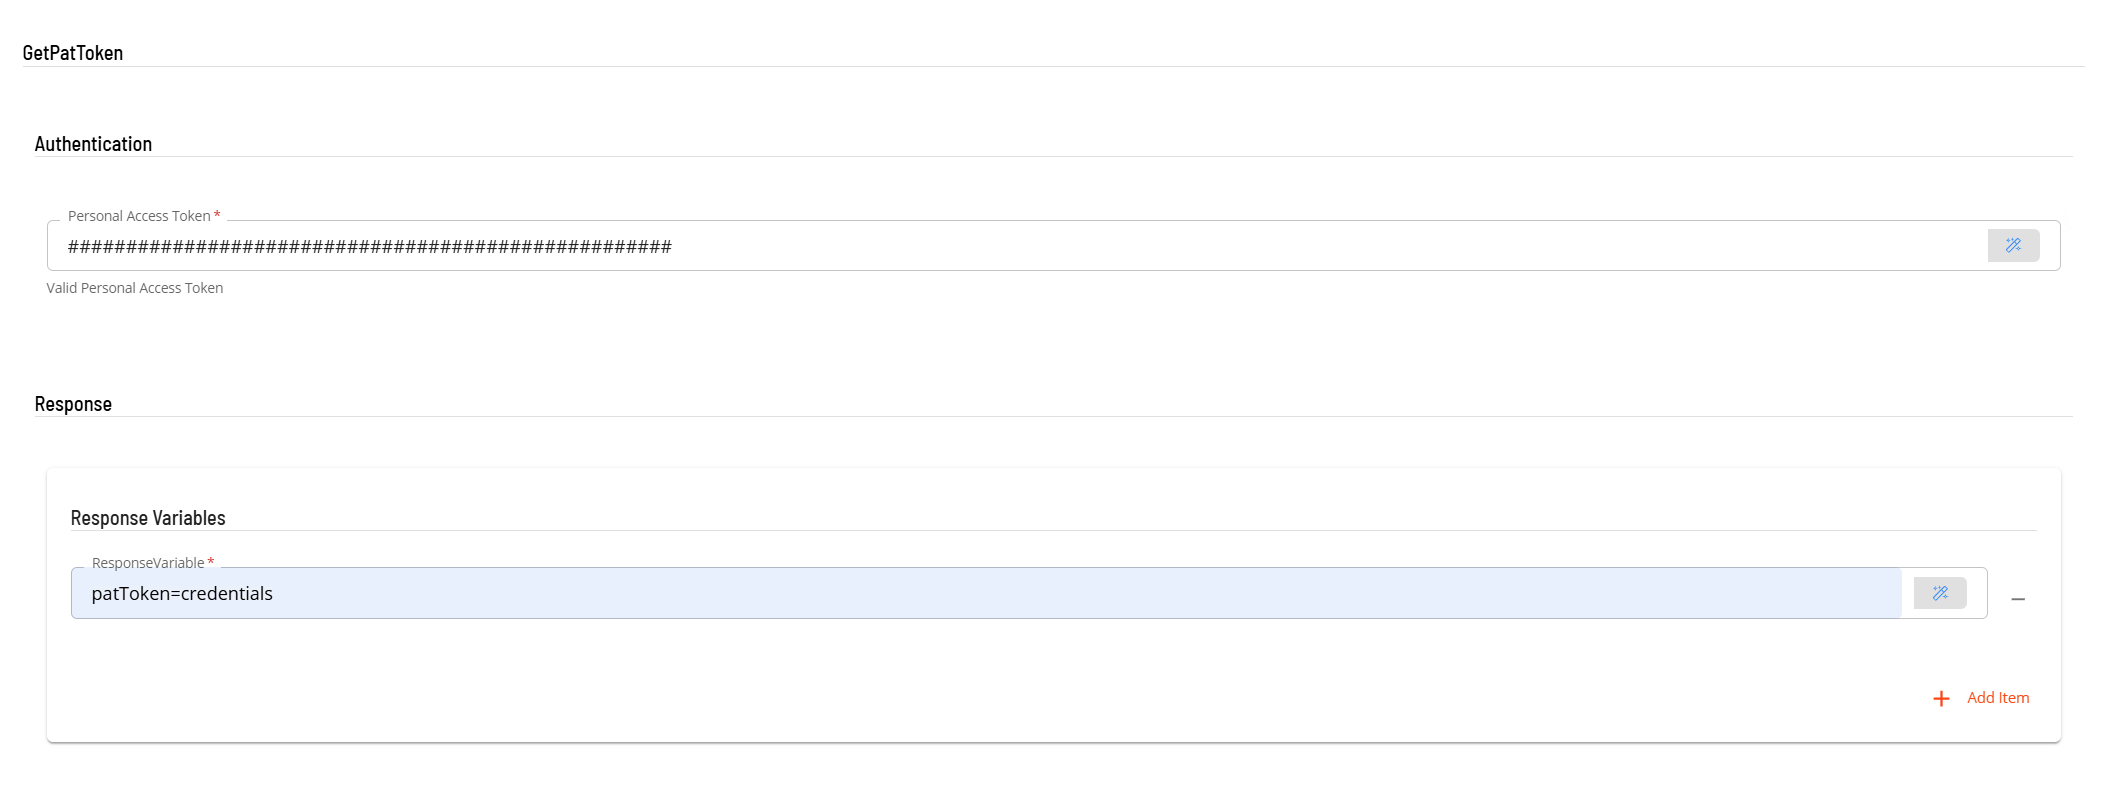 GetPatToken
Authentication
Personal Access Token *
####################################################
Valid Personal Access Token
Response
Response Variables
ResponseVariable *
patToken=credentials
Add Item